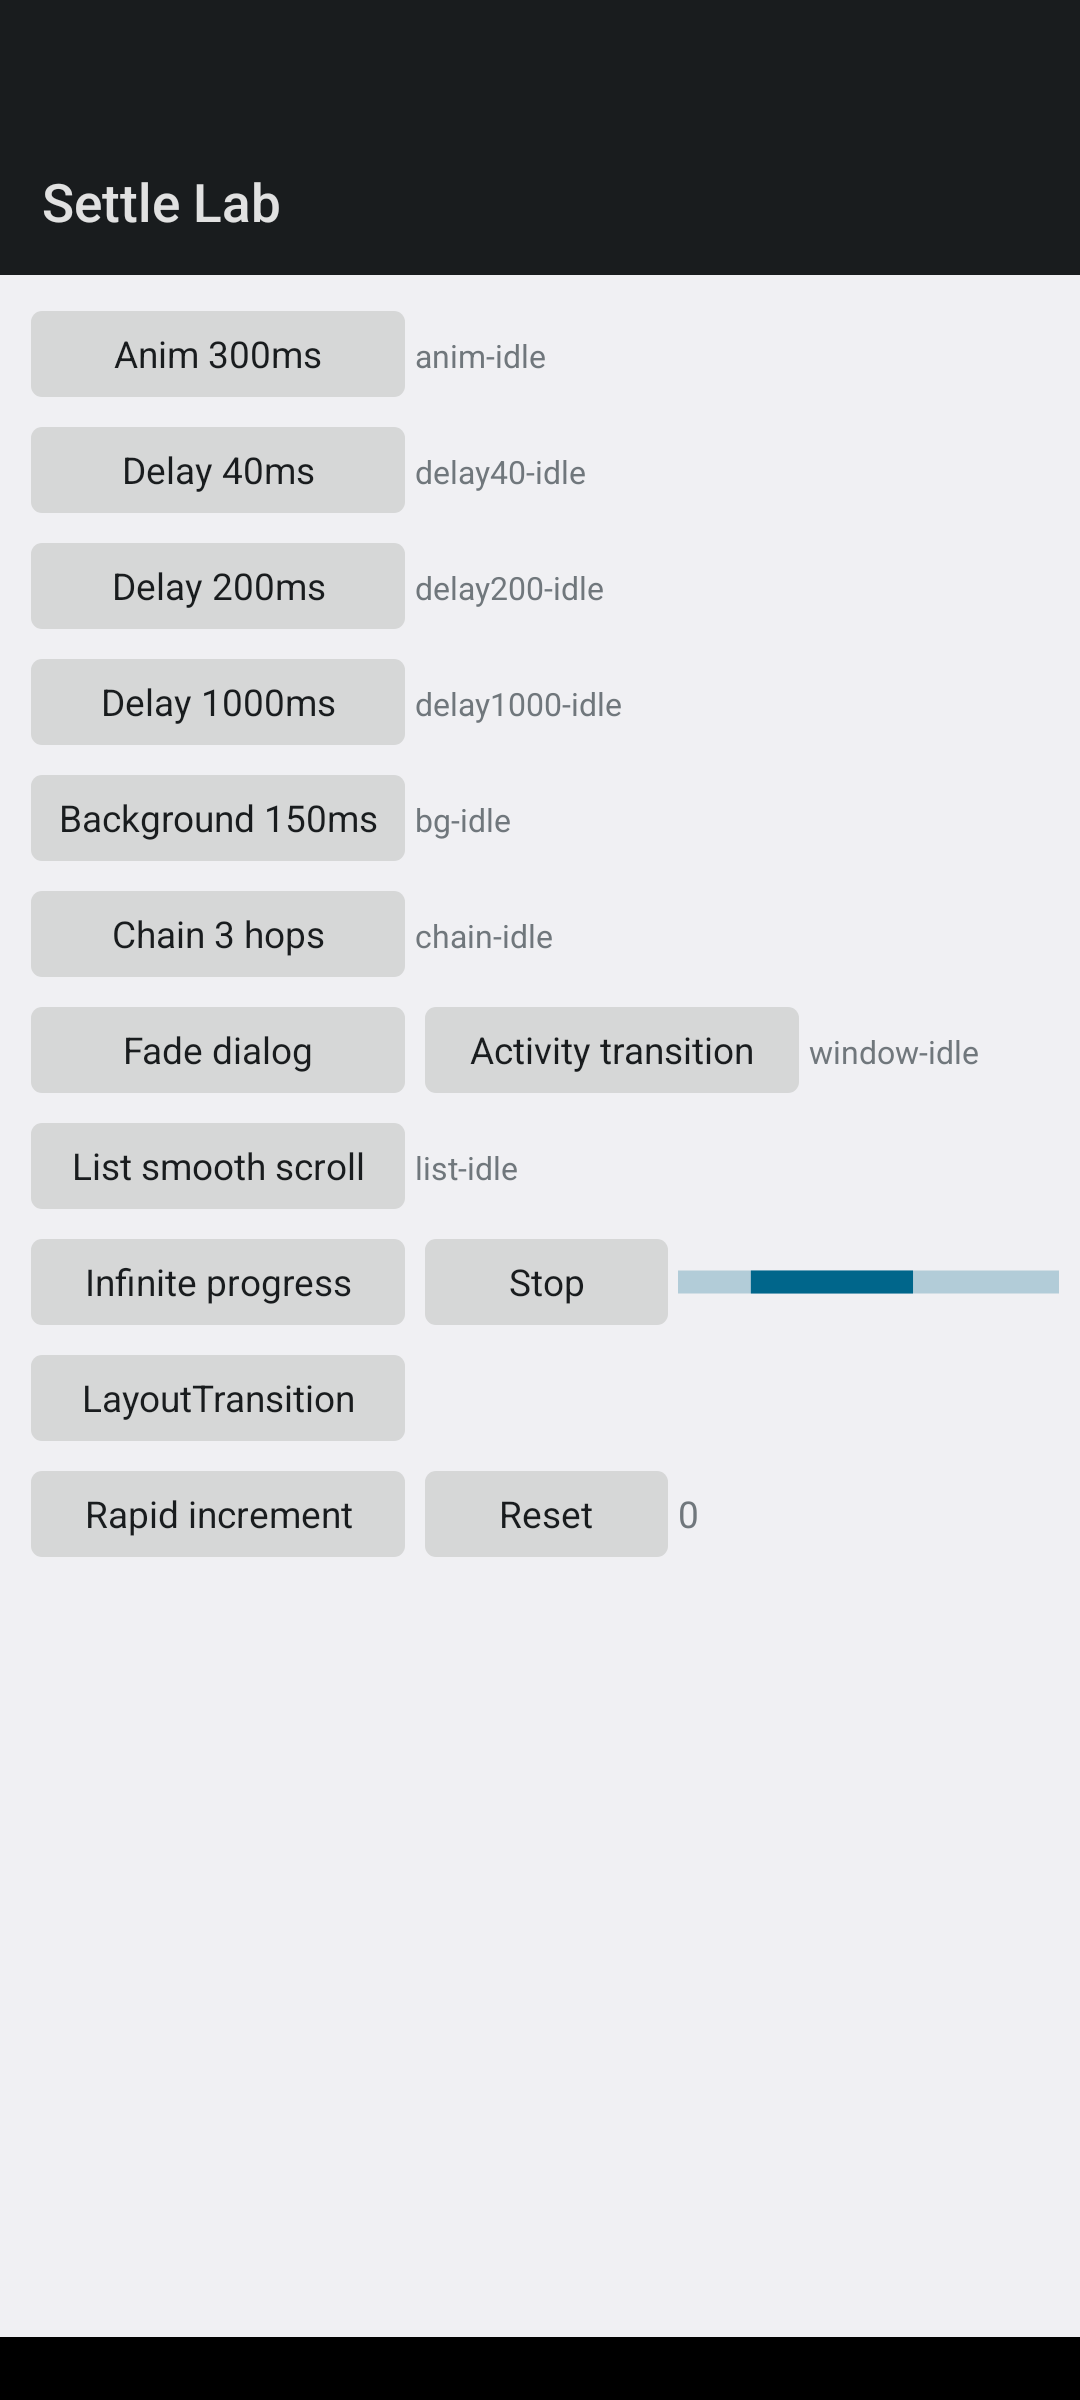 Settle Lab
Anim 300ms anim-idle
Delay 40ms delay40-idle
Delay 200ms delay200-idle
Delay 1000ms delay1000-idle
Background 150ms bg-idle
Chain 3 hops chain-idle
Fade dialog Activity transition window-idle
List smooth scroll list-idle
Infinite progress Stop
LayoutTransition
Rapid increment Reset 0